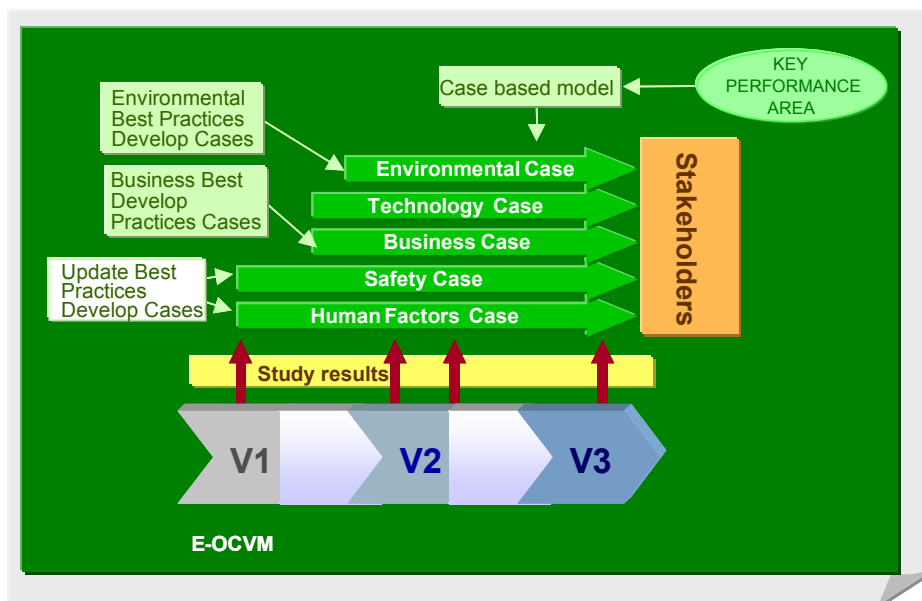 KEY
PERFORMANCE
AREA
Case based model
Environmental
Best Practices
Develop Cases
Business Best
Develop
Practices Cases
Update Best
Practices
Develop Cases
Environmental Case
Technology Case
Business Case
Safety Case
Human Factors Case
Stakeholders
Study results
V1
V2
V3
E-OCVM